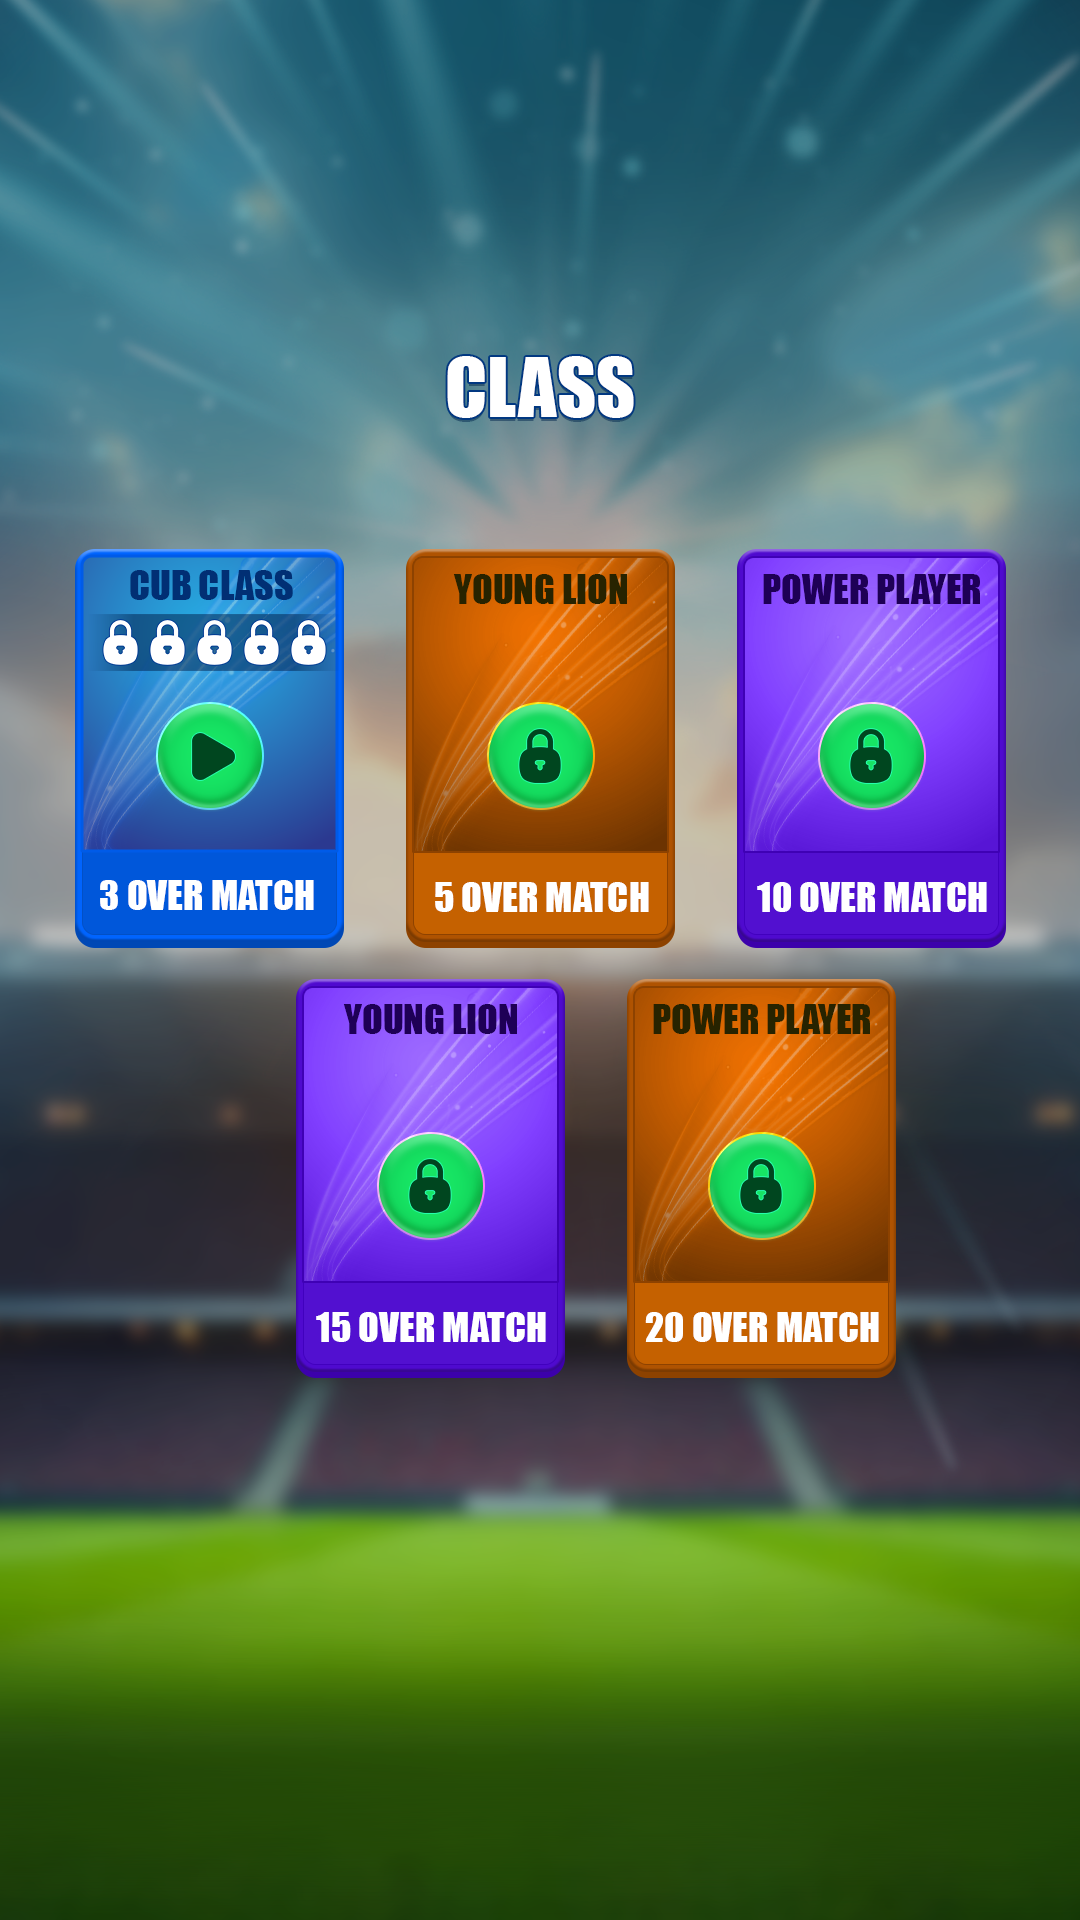 CLASS
CUB CLASS
3 OVER MATCH
YOUNG LION
5 OVER MATCH
POWER PLAYER
10 OVER MATCH
YOUNG LION
15 OVER MATCH
POWER PLAYER
20 OVER MATCH